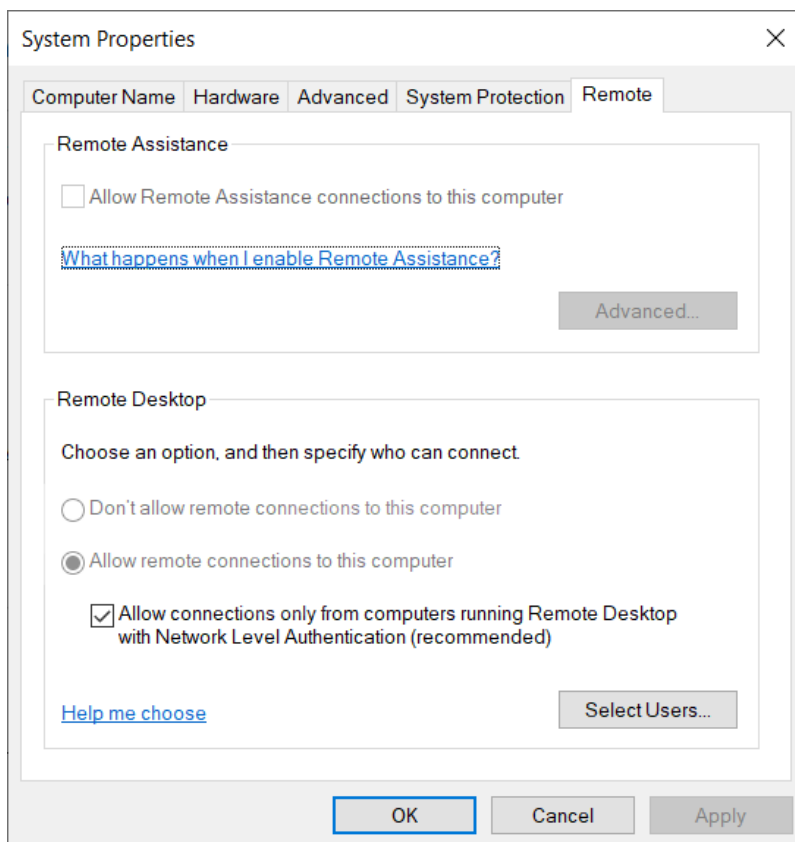 System Properties
Computer Name
Hardware
Advanced
System Protection
Remote
Remote Assistance
Allow Remote Assistance connections to this computer
What happens when I enable Remote Assistance?
Advanced...
Remote Desktop
Choose an option, and then specify who can connect.
Don't allow remote connections to this computer
Allow remote connections to this computer
Allow connections only from computers running Remote Desktop
with Network Level Authentication (recommended)
Help me choose
Select Users...
OK
Cancel
Apply